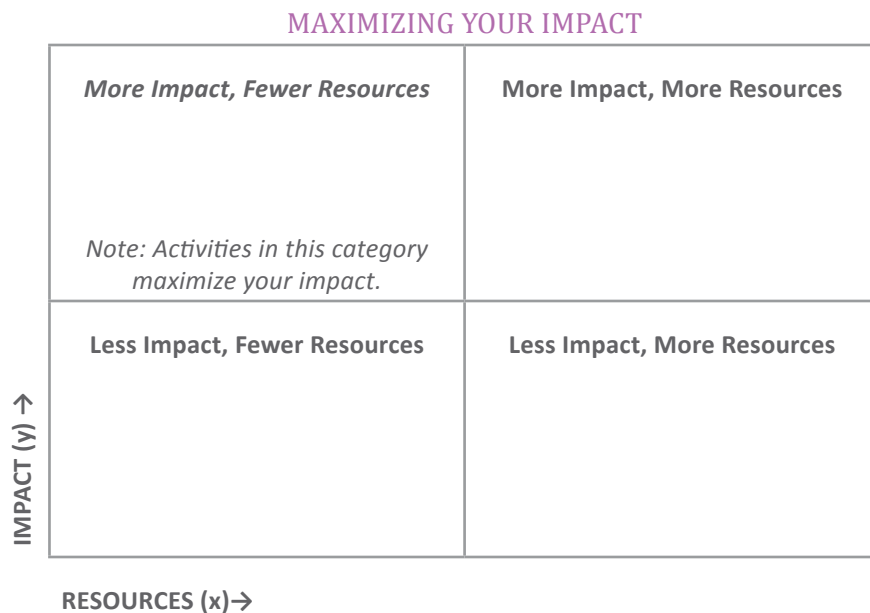 MAXIMIZING YOUR IMPACT
More Impact, Fewer Resources
More Impact, More Resources
Note: Activities in this category
maximize your impact.
Less Impact, Fewer Resources
Less Impact, More Resources
IMPACT (y) →
RESOURCES (x)→